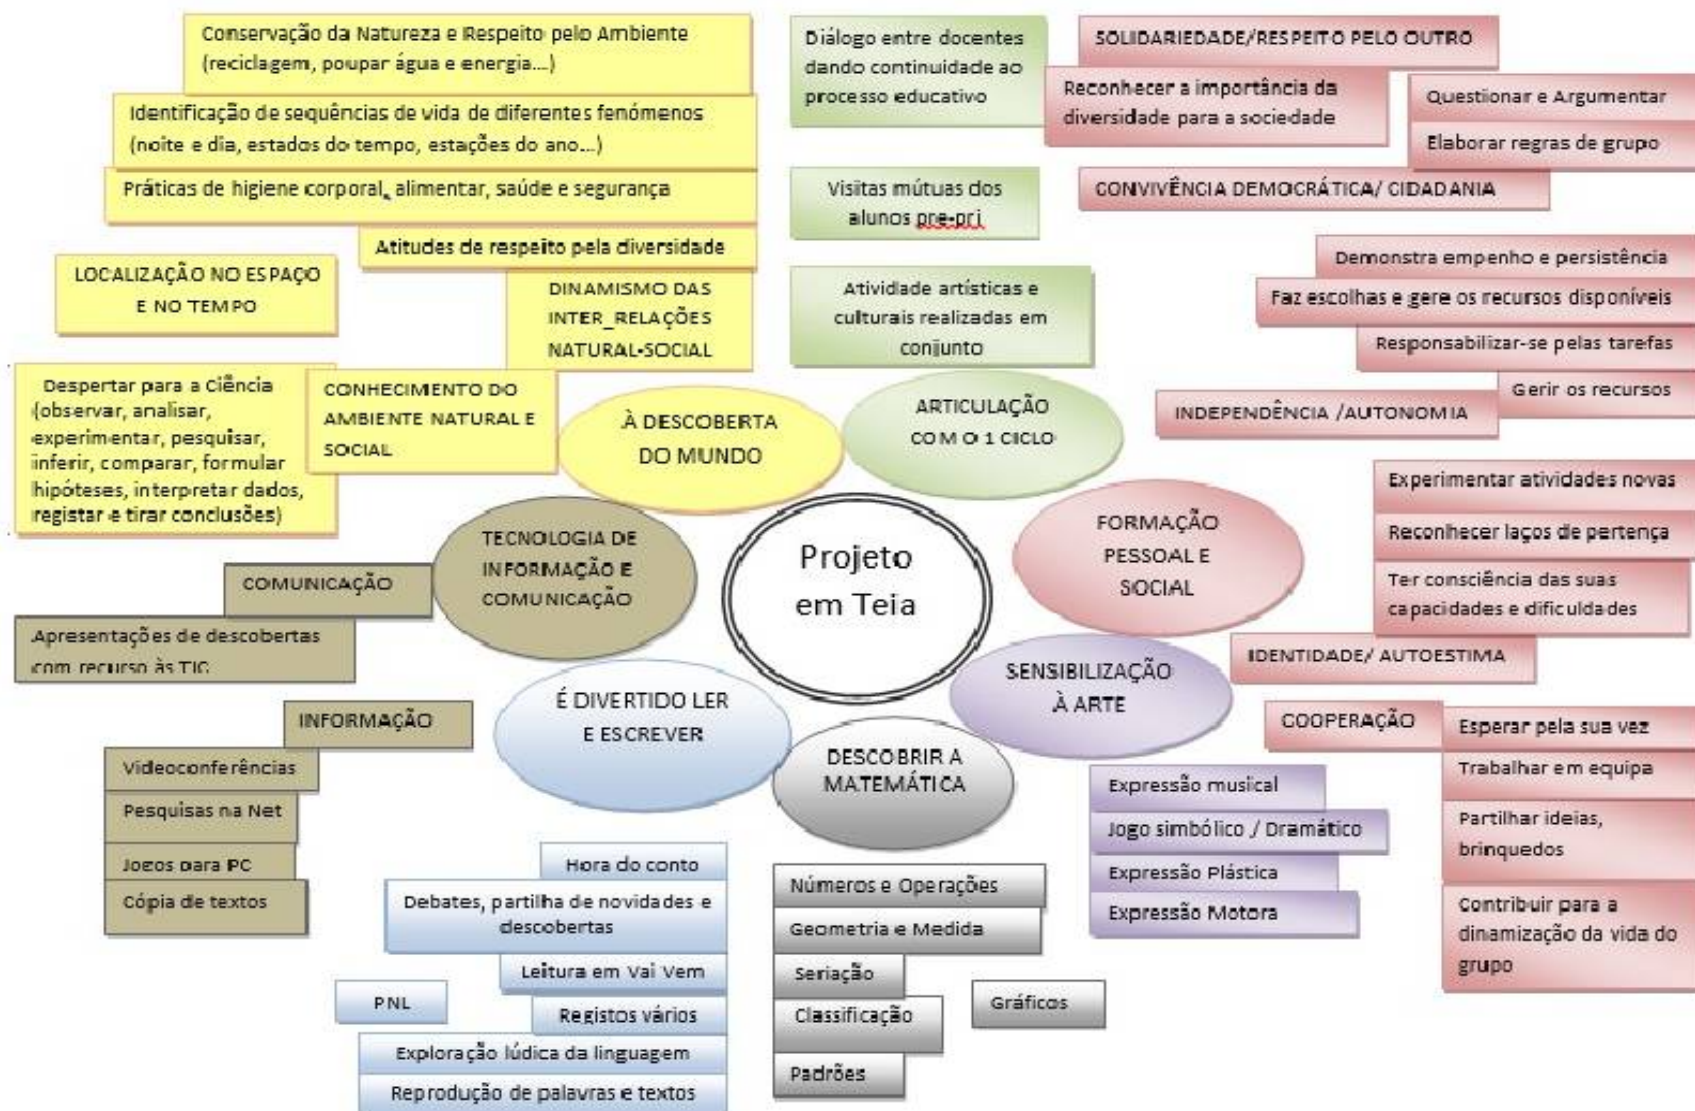 Conservação da Natureza e Respeito pelo Ambiente
(reciclagem, poupar água e energia...)
Identificação de sequências de vida de diferentes fenómenos
(noite e dia, estados do tempo, estações do ano...)
Práticas de higiene corporal, alimentar, saúde e segurança
Atitudes de respeito pela diversidade
LOCALIZAÇÃO NO ESPAÇO
E NO TEMPO
DINAMISMO DAS
INTER_RELAÇÕES
NATURAL-SOCIAL
Despertar para a Ciência
(observar, analisar,
experimentar, pesquisar,
inferir, comparar, formular
hipóteses, interpretar dados,
registar e tirar conclusões)
CONHECIMENTO DO
AMBIENTE NATURAL E
SOCIAL
À DESCOBERTA
DO MUNDO
Diálogo entre docentes
dando continuidade ao
processo educativo
Visitas mútuas dos
alunos pre-pri
Atividade artísticas e
culturais realizadas em
conjunto
ARTICULAÇÃO
COM O 1 CICLO
SOLIDARIEDADE/RESPEITO PELO OUTRO
Reconhecer a importância da
diversidade para a sociedade
Questionar e Argumentar
Elaborar regras de grupo
CONVIVÊNCIA DEMOCRÁTICA/ CIDADANIA
Demonstra empenho e persistência
Faz escolhas e gere os recursos disponíveis
Responsabilizar-se pelas tarefas
Gerir os recursos
INDEPENDÊNCIA /AUTONOMIA
Experimentar atividades novas
Reconhecer laços de pertença
Ter consciência das suas
capacidades e dificuldades
IDENTIDADE/ AUTOESTIMA
FORMAÇÃO
PESSOAL E
SOCIAL
COOPERAÇÃO
Esperar pela sua vez
Trabalhar em equipa
Partilhar ideias,
brinquedos
Contribuir para a
dinamização da vida do
grupo
Projeto
em Teia
TECNOLOGIA DE
INFORMAÇÃO E
COMUNICAÇÃO
COMUNICAÇÃO
Apresentações de descobertas
com recurso às TIC
INFORMAÇÃO
Videoconferências
Pesquisas na Net
Jogos para PC
Cópia de textos
É DIVERTIDO LER
E ESCREVER
Hora do conto
Debates, partilha de novidades e
descobertas
Leitura em Vai Vem
PNL
Registos vários
Exploração lúdica da linguagem
Reprodução de palavras e textos
DESCOBRIR A
MATEMÁTICA
Números e Operações
Geometria e Medida
Seriação
Classificação
Gráficos
Padrões
SENSIBILIZAÇÃO
À ARTE
Expressão musical
Jogo simbólico / Dramático
Expressão Plástica
Expressão Motora